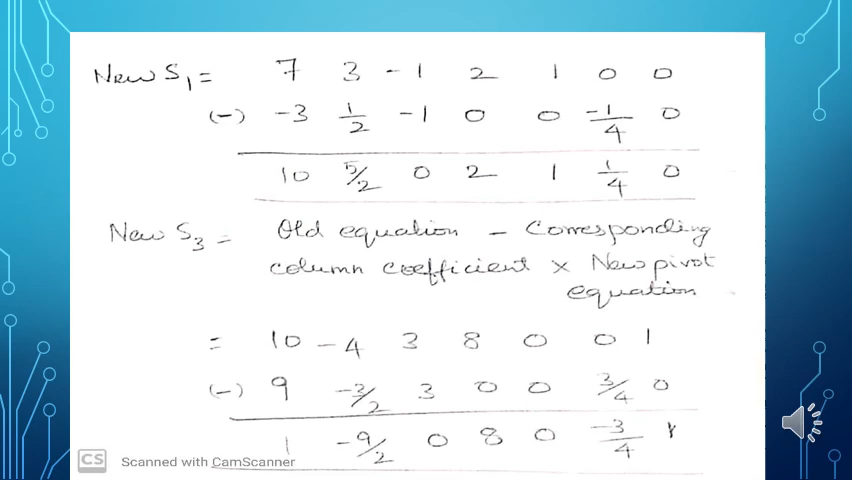 New S1 = 7 3 -1 2 1 0 0
(-) -3 1/2 -1 0 0 -1/4 0
10 5/2 0 2 1 1/4 0
New S3 = Old equation - Corresponding
column coefficient × New pivot
equation
= 10 -4 3 8 0 0 1
(-) 9 -3/2 3 0 0 3/4 0
1 -9/2 0 8 0 -3/4
CS Scanned with CamScanner